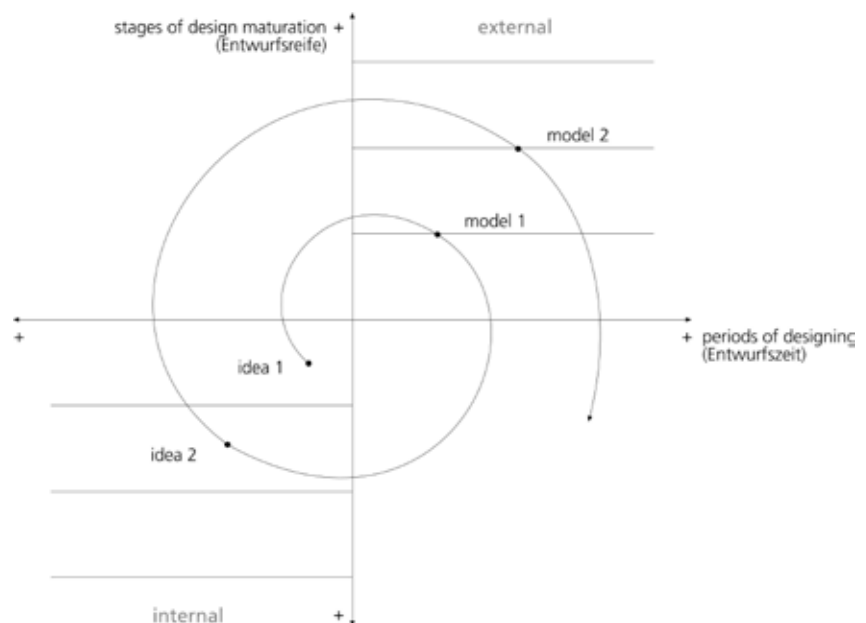 stages of design maturation +
(Entwurfsreife)
external
model 2
model 1
+
+ periods of designing
(Entwurfszeit)
idea 1
idea 2
internal
+